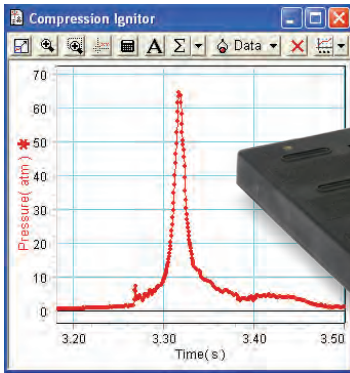 Compression Ignitor
A Σ Data
70
60
50
40
30
20
10
0
Pressure( atm )
3.20 3.30 3.40 3.50
Time( s )